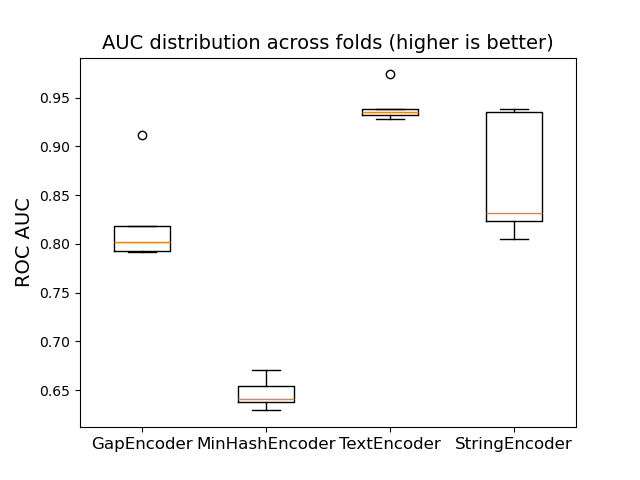 AUC distribution across folds (higher is better)
ROC AUC
0.95
0.90
0.85
0.80
0.75
0.70
0.65
GapEncoder MinHashEncoder TextEncoder StringEncoder